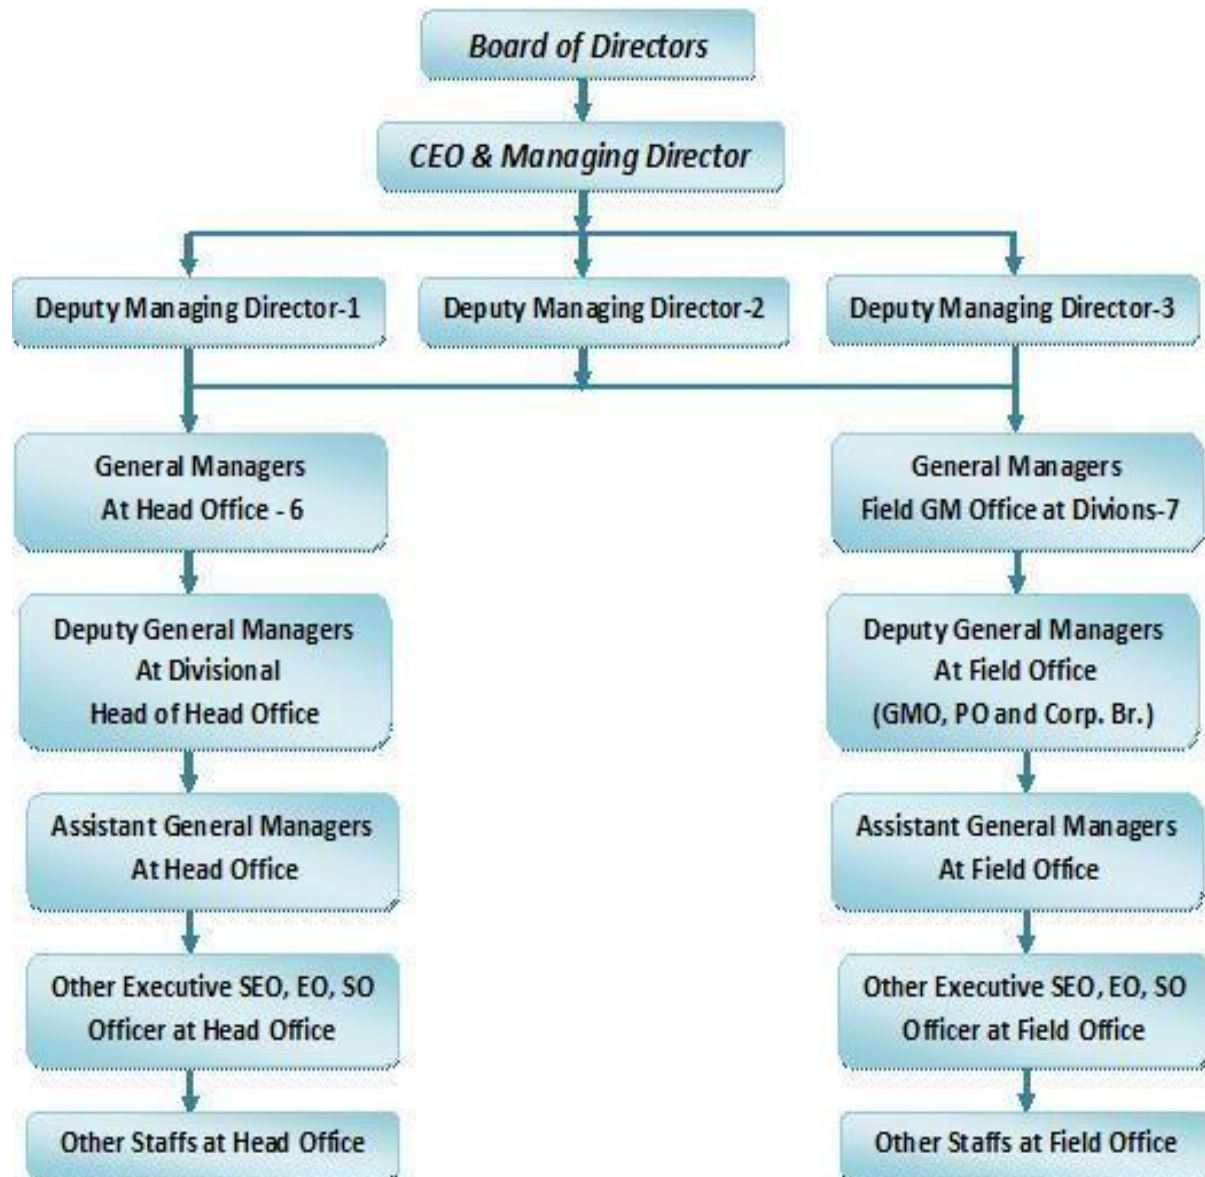 Board of Directors
CEO & Managing Director
Deputy Managing Director-1
Deputy Managing Director-2
Deputy Managing Director-3
General Managers
At Head Office - 6
General Managers
Field GM Office at Divions-7
Deputy General Managers
At Divisional
Head of Head Office
Deputy General Managers
At Field Office
(GMO, PO and Corp. Br.)
Assistant General Managers
At Head Office
Assistant General Managers
At Field Office
Other Executive SEO, EO, SO
Officer at Head Office
Other Executive SEO, EO, SO
Officer at Field Office
Other Staffs at Head Office
Other Staffs at Field Office